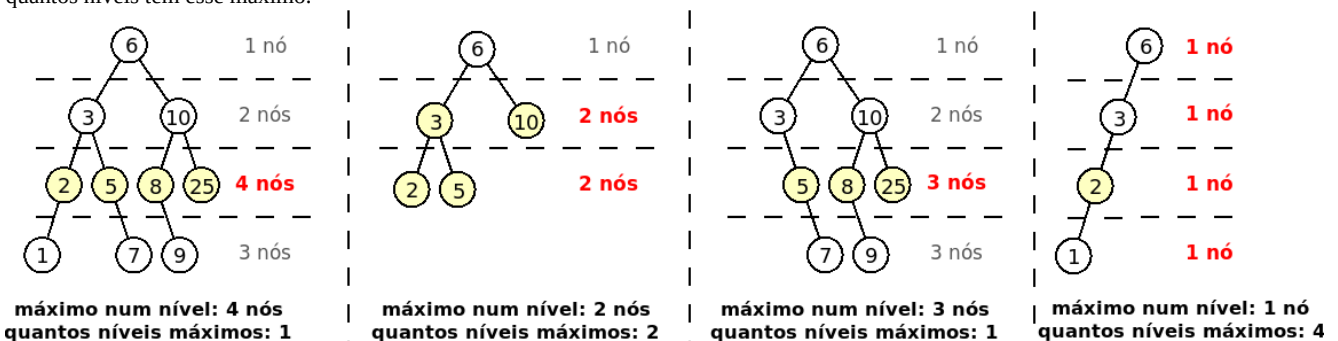 quantos níveis têm esse máximo.
6
1 nó
3
10
2 nós
2
5
8
25
4 nós
1
7
9
3 nós
máximo num nível: 4 nós
quantos níveis máximos: 1
6
1 nó
3
10
2 nós
2
5
2 nós
máximo num nível: 2 nós
quantos níveis máximos: 2
6
1 nó
3
10
2 nós
5
8
25
3 nós
7
9
3 nós
máximo num nível: 3 nós
quantos níveis máximos: 1
6
1 nó
3
1 nó
2
1 nó
1
1 nó
máximo num nível: 1 nó
quantos níveis máximos: 4